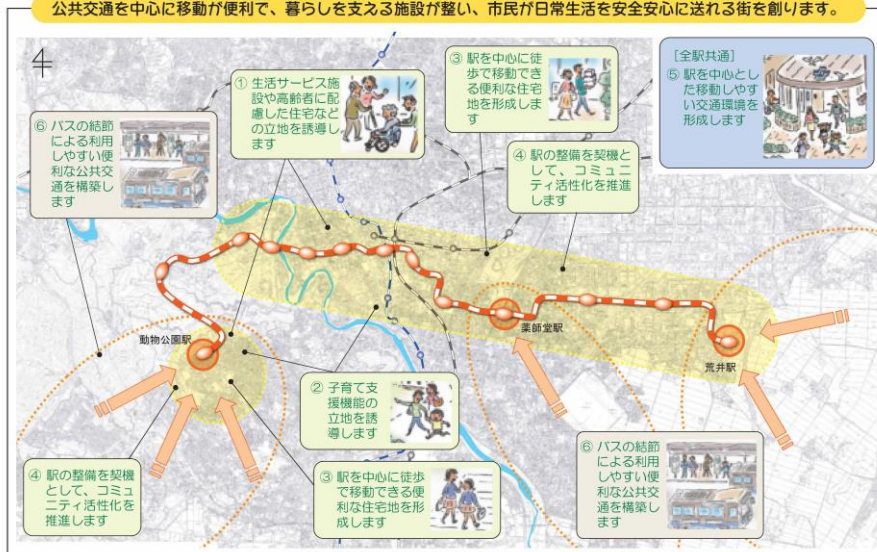 公共交通を中心に移動が便利で、暮らしを支える施設が整い、市民が日常生活を安全安心に送れる街を創ります。
① 生活サービス
施設や高齢者に配
慮した住宅など
の立地を誘導し
ます
③ 駅を中心に徒
歩で移動でき
る便利な住宅
地を形成しま
す
［全駅共通］
⑤ 駅を中心とし
た移動しやす
い交通環境を
形成します
⑥ バスの結節
による利用
しやすい便
利な公共交
通を構築し
ます
④ 駅の整備を契機と
して、コミュニ
ティ活性化を推進
します
動物公園駅
薬師堂駅
荒井駅
② 子育て支
援機能の
立地を誘
導します
④ 駅の整備を契機
として、コミュ
ニティ活性化を
推進します
③ 駅を中心に徒歩
で移動できる便
利な住宅地を形
成します
⑥ バスの結節
による利用
しやすい便
利な公共交
通を構築し
ます